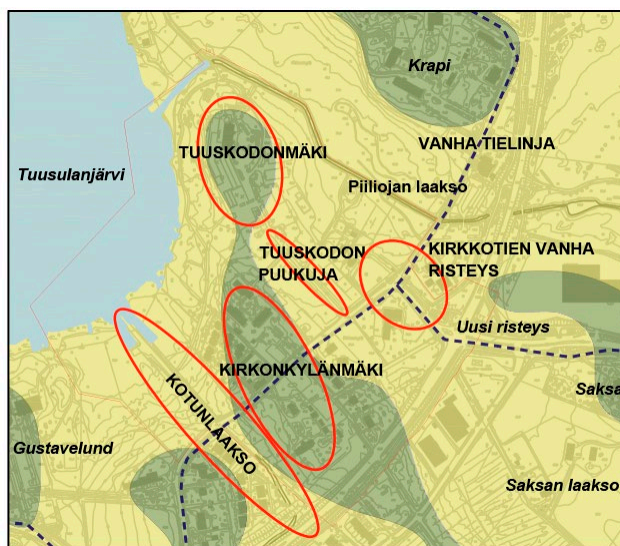 Krapi
VANHA TIELINJA
TUUSKODONMÄKI
Tuusulanjärvi
Piiliojan laakso
TUUSKODON
PUUKUJA
KIRKKOTIEN VANHA
RISTEYS
Uusi risteys
KIRKONKYLÄNMÄKI
KOTUNLAAKSO
Saksa
Gustavelund
Saksan laakso